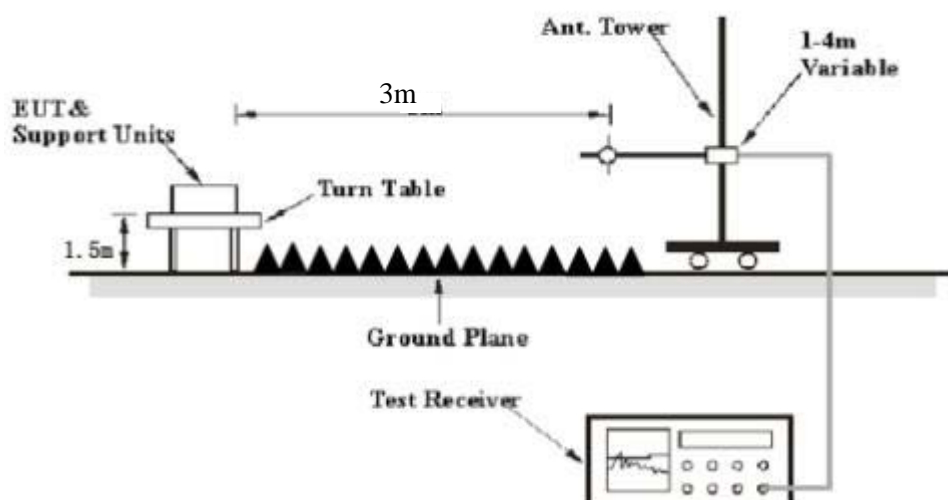 Ant. Tower
1-4m
Variable
3m
EUT&
Support Units
Turn Table
1.5m
Ground Plane
Test Receiver